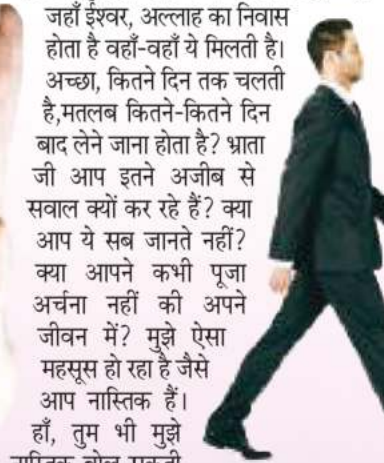 जहाँ ईश्वर, अल्लाह का निवास
होता है वहाँ-वहाँ ये मिलती है।
अच्छा, कितने दिन तक चलती
है,मतलब कितने-कितने दिन
बाद लेने जाना होता है? भ्राता
जी आप इतने अजीब से
सवाल क्यों कर रहे हैं? क्या
आप ये सब जानते नहीं?
क्या आपने कभी पूजा
अर्चना नहीं की अपने
जीवन में? मुझे ऐसा
महसूस हो रहा है जैसे
आप नास्तिक हैं।
हाँ, तुम भी मुझे